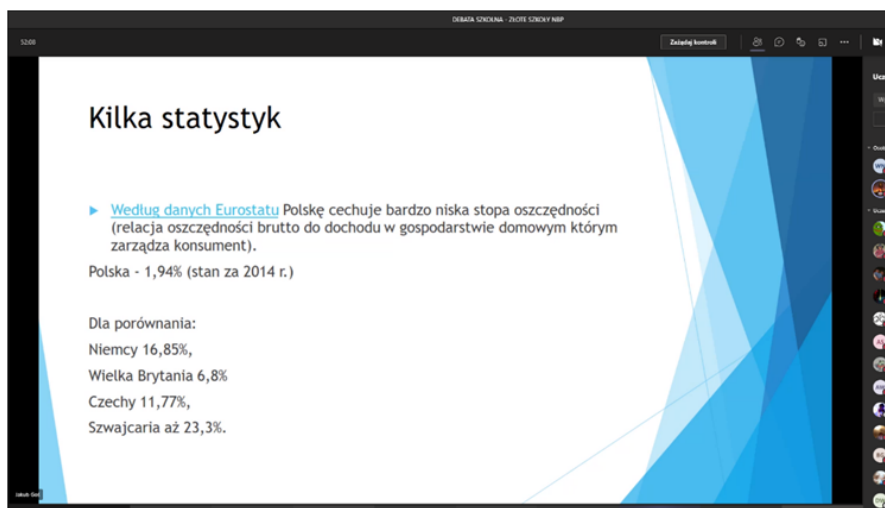 DEBATA SZKOLNA - ZŁOTE SZKOŁY NBP
52:08
Zażądaj kontroli
Kilka statystyk
Według danych Eurostatu Polskę cechuje bardzo niska stopa oszczędności
(relacja oszczędności brutto do dochodu w gospodarstwie domowym którym
zarządza konsument).
Polska - 1,94% (stan za 2014 r.)
Dla porównania:
Niemcy 16,85%,
Wielka Brytania 6,8%
Czechy 11,77%,
Szwajcaria aż 23,3%.